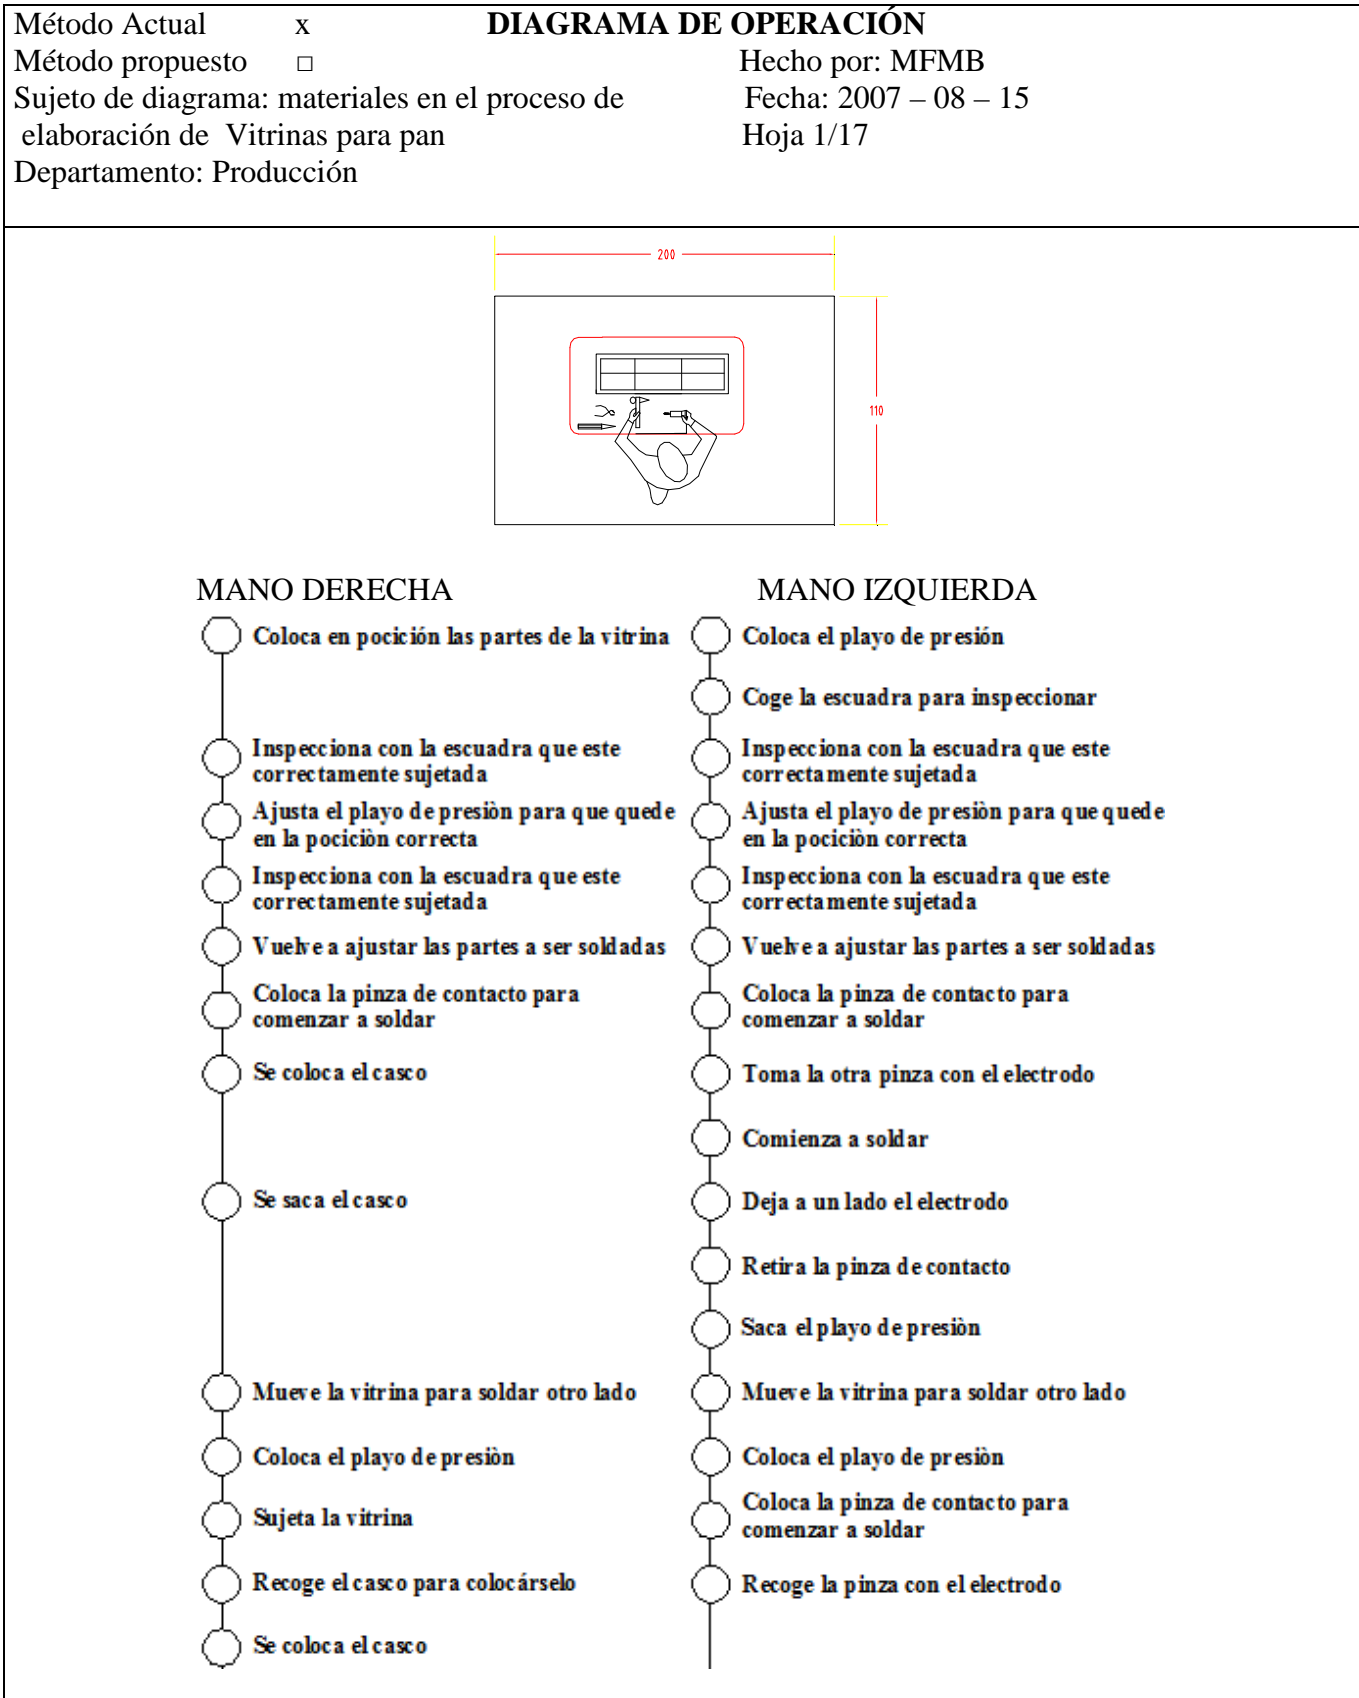 Método Actual x DIAGRAMA DE OPERACIÓN
Método propuesto □ Hecho por: MFMB
Sujeto de diagrama: materiales en el proceso de Fecha: 2007 – 08 – 15
elaboración de Vitrinas para pan Hoja 1/17
Departamento: Producción
200
110
MANO DERECHA MANO IZQUIERDA
Coloca en pocición las partes de la vitrina
Coloca el playo de presión
Coge la escuadra para inspeccionar
Inspecciona con la escuadra que este
correctamente sujetada
Inspecciona con la escuadra que este
correctamente sujetada
Ajusta el playo de presiòn para que quede
en la pociciòn correcta
Ajusta el playo de presiòn para que quede
en la pociciòn correcta
Inspecciona con la escuadra que este
correctamente sujetada
Inspecciona con la escuadra que este
correctamente sujetada
Vuelve a ajustar las partes a ser soldadas
Vuelve a ajustar las partes a ser soldadas
Coloca la pinza de contacto para
comenzar a soldar
Coloca la pinza de contacto para
comenzar a soldar
Se coloca el casco
Toma la otra pinza con el electrodo
Comienza a soldar
Se saca el casco
Deja a un lado el electrodo
Retira la pinza de contacto
Saca el playo de presiòn
Mueve la vitrina para soldar otro lado
Mueve la vitrina para soldar otro lado
Coloca el playo de presiòn
Coloca el playo de presiòn
Sujeta la vitrina
Coloca la pinza de contacto para
comenzar a soldar
Recoge el casco para colocárselo
Recoge la pinza con el electrodo
Se coloca el casco